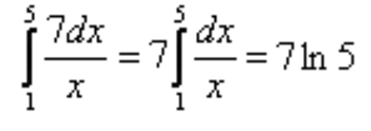 ∫₁⁵ 7dx/x = 7∫₁⁵ dx/x = 7 ln 5